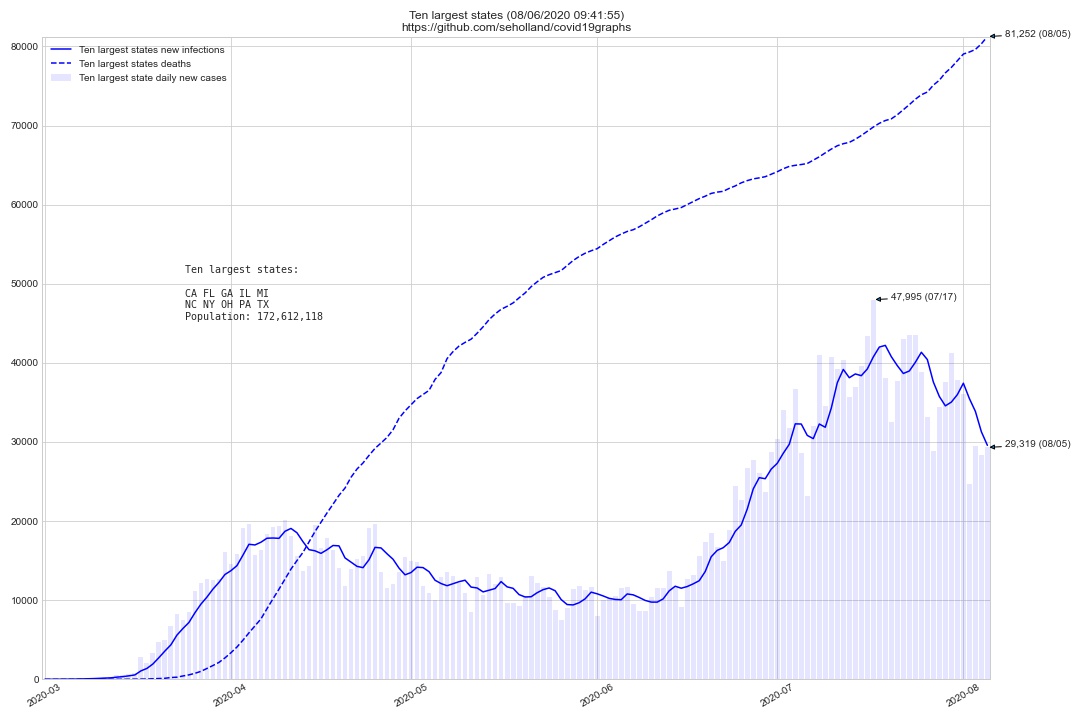 Ten largest states (08/06/2020 09:41:55)
https://github.com/seholland/covid19graphs
81,252 (08/05)
80000
Ten largest states new infections
Ten largest states deaths
Ten largest state daily new cases
70000
60000
Ten largest states:
50000
CA FL GA IL MI
NC NY OH PA TX
Population: 172,612,118
47,995 (07/17)
40000
30000
29,319 (08/05)
20000
10000
0
2020-03
2020-04
2020-05
2020-06
2020-07
2020-08